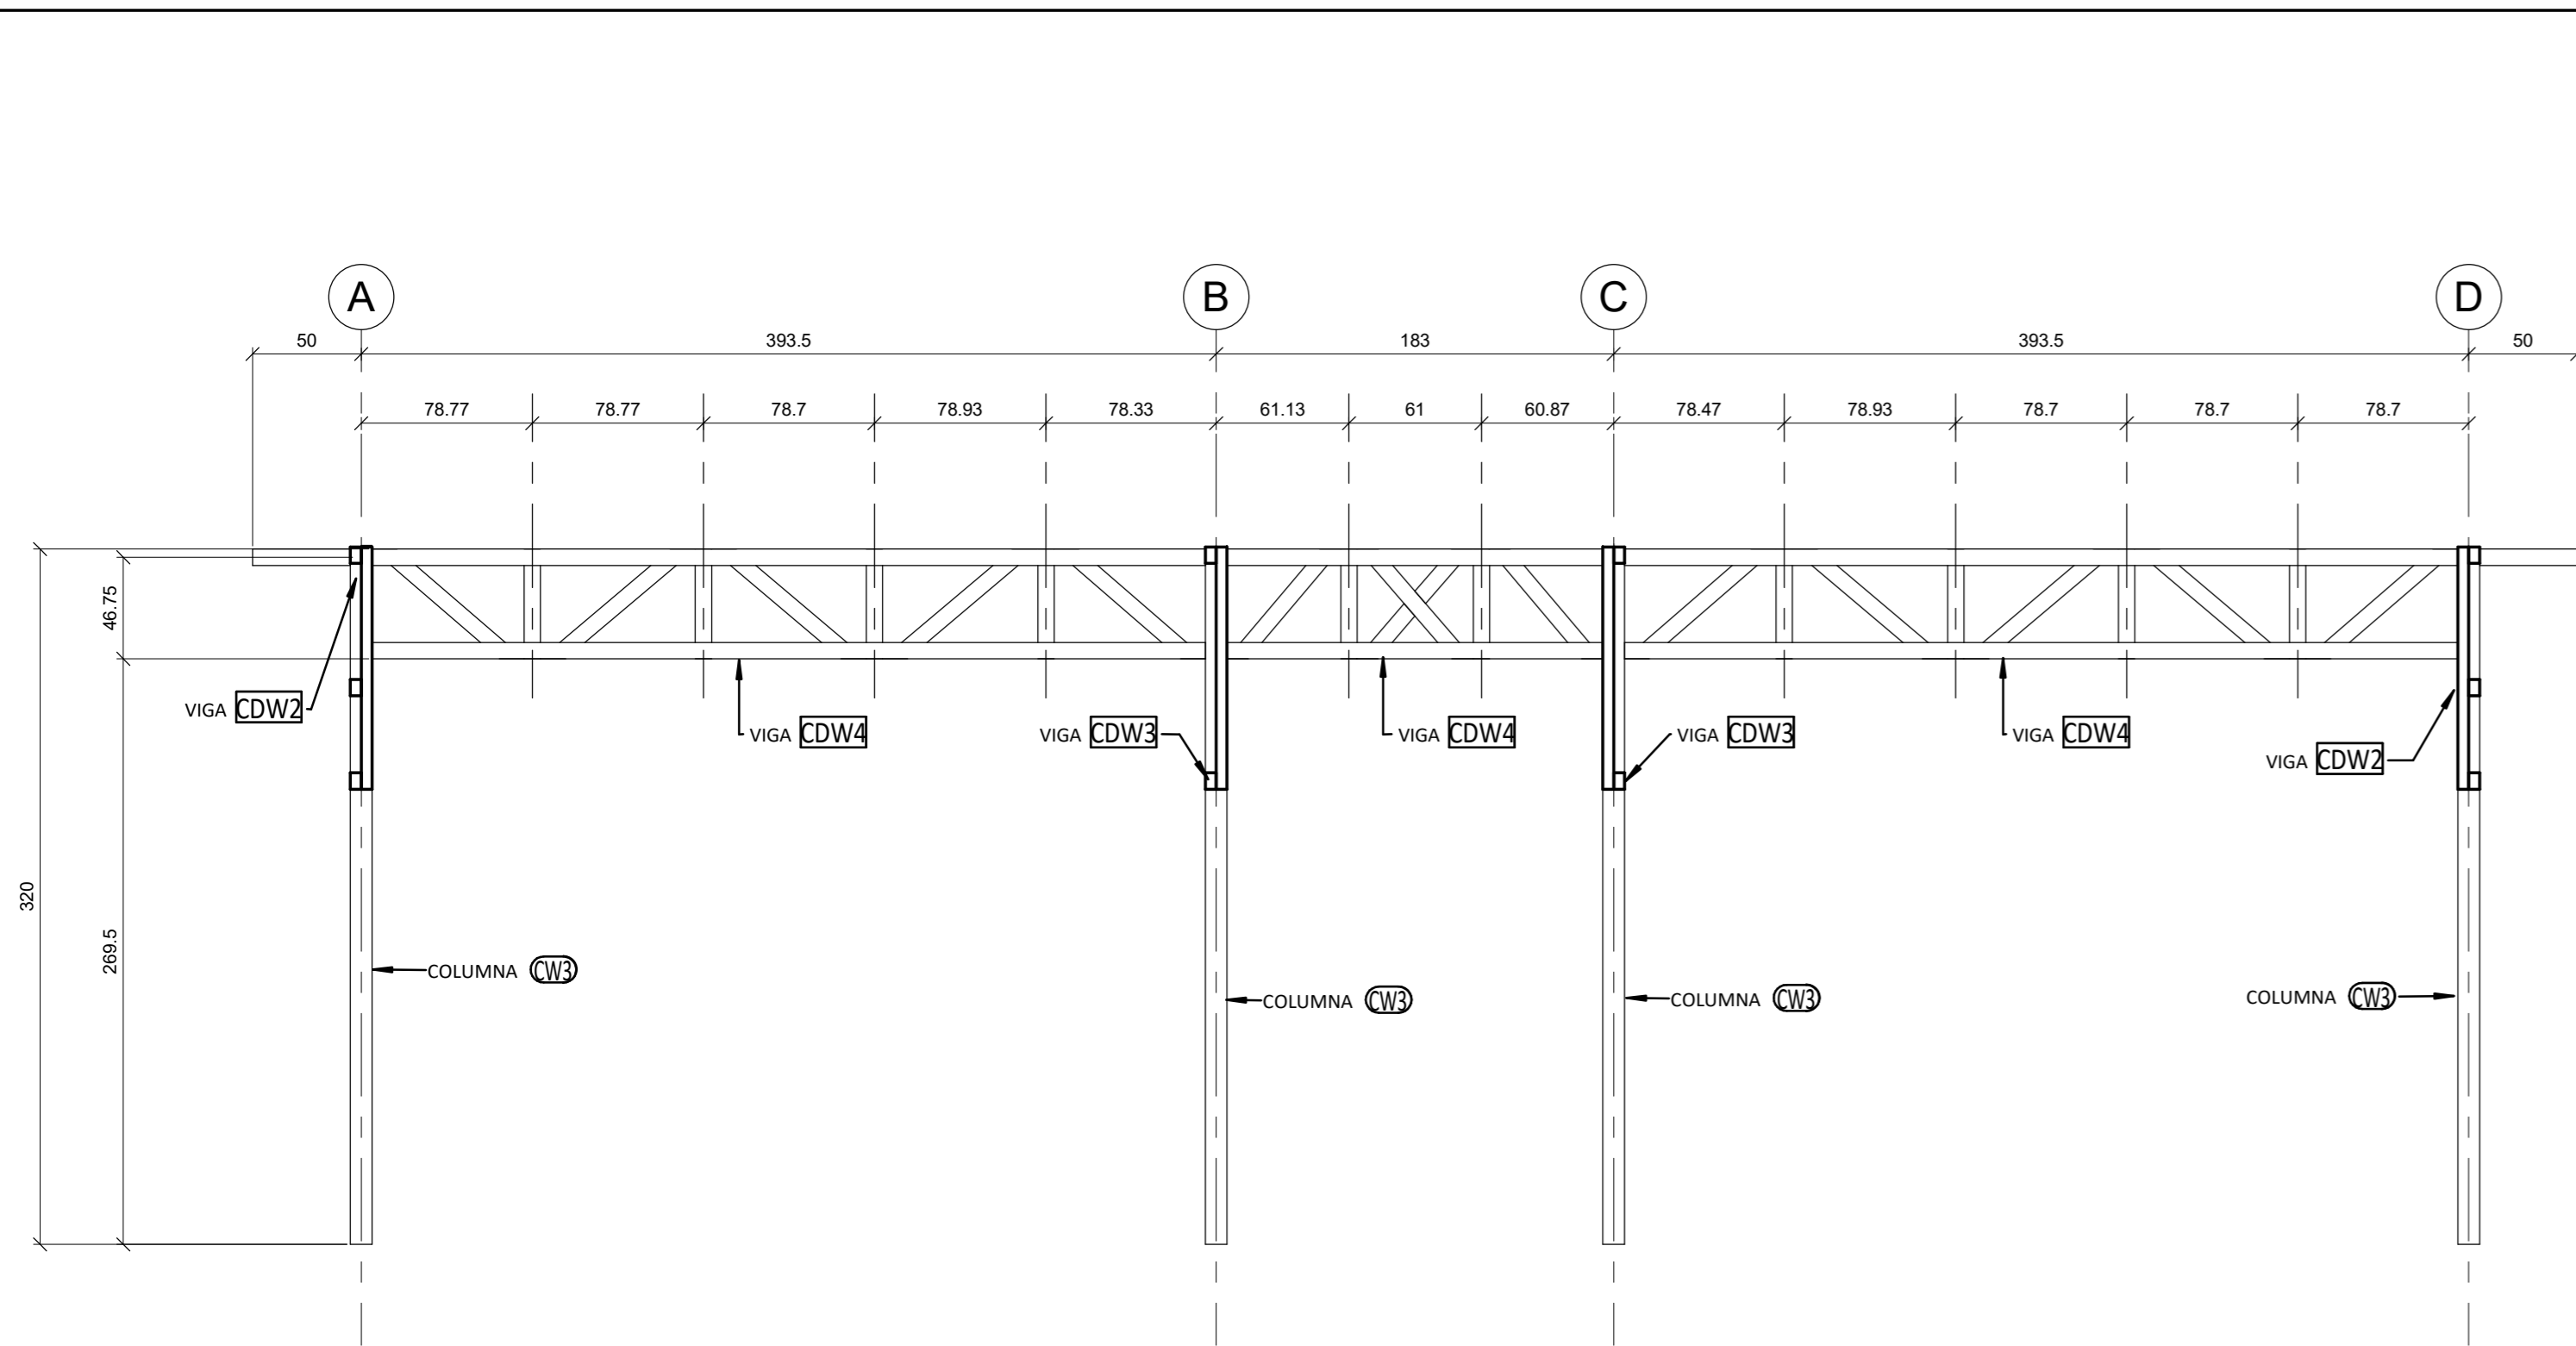 A
B
C
D
50
393.5
183
393.5
50
78.77
78.77
78.7
78.93
78.33
61.13
61
60.87
78.47
78.93
78.7
78.7
78.7
46.75
320
269.5
VIGA CDW2
VIGA CDW4
VIGA CDW3
VIGA CDW4
VIGA CDW3
VIGA CDW4
VIGA CDW2
COLUMNA CW3
COLUMNA CW3
COLUMNA CW3
COLUMNA CW3